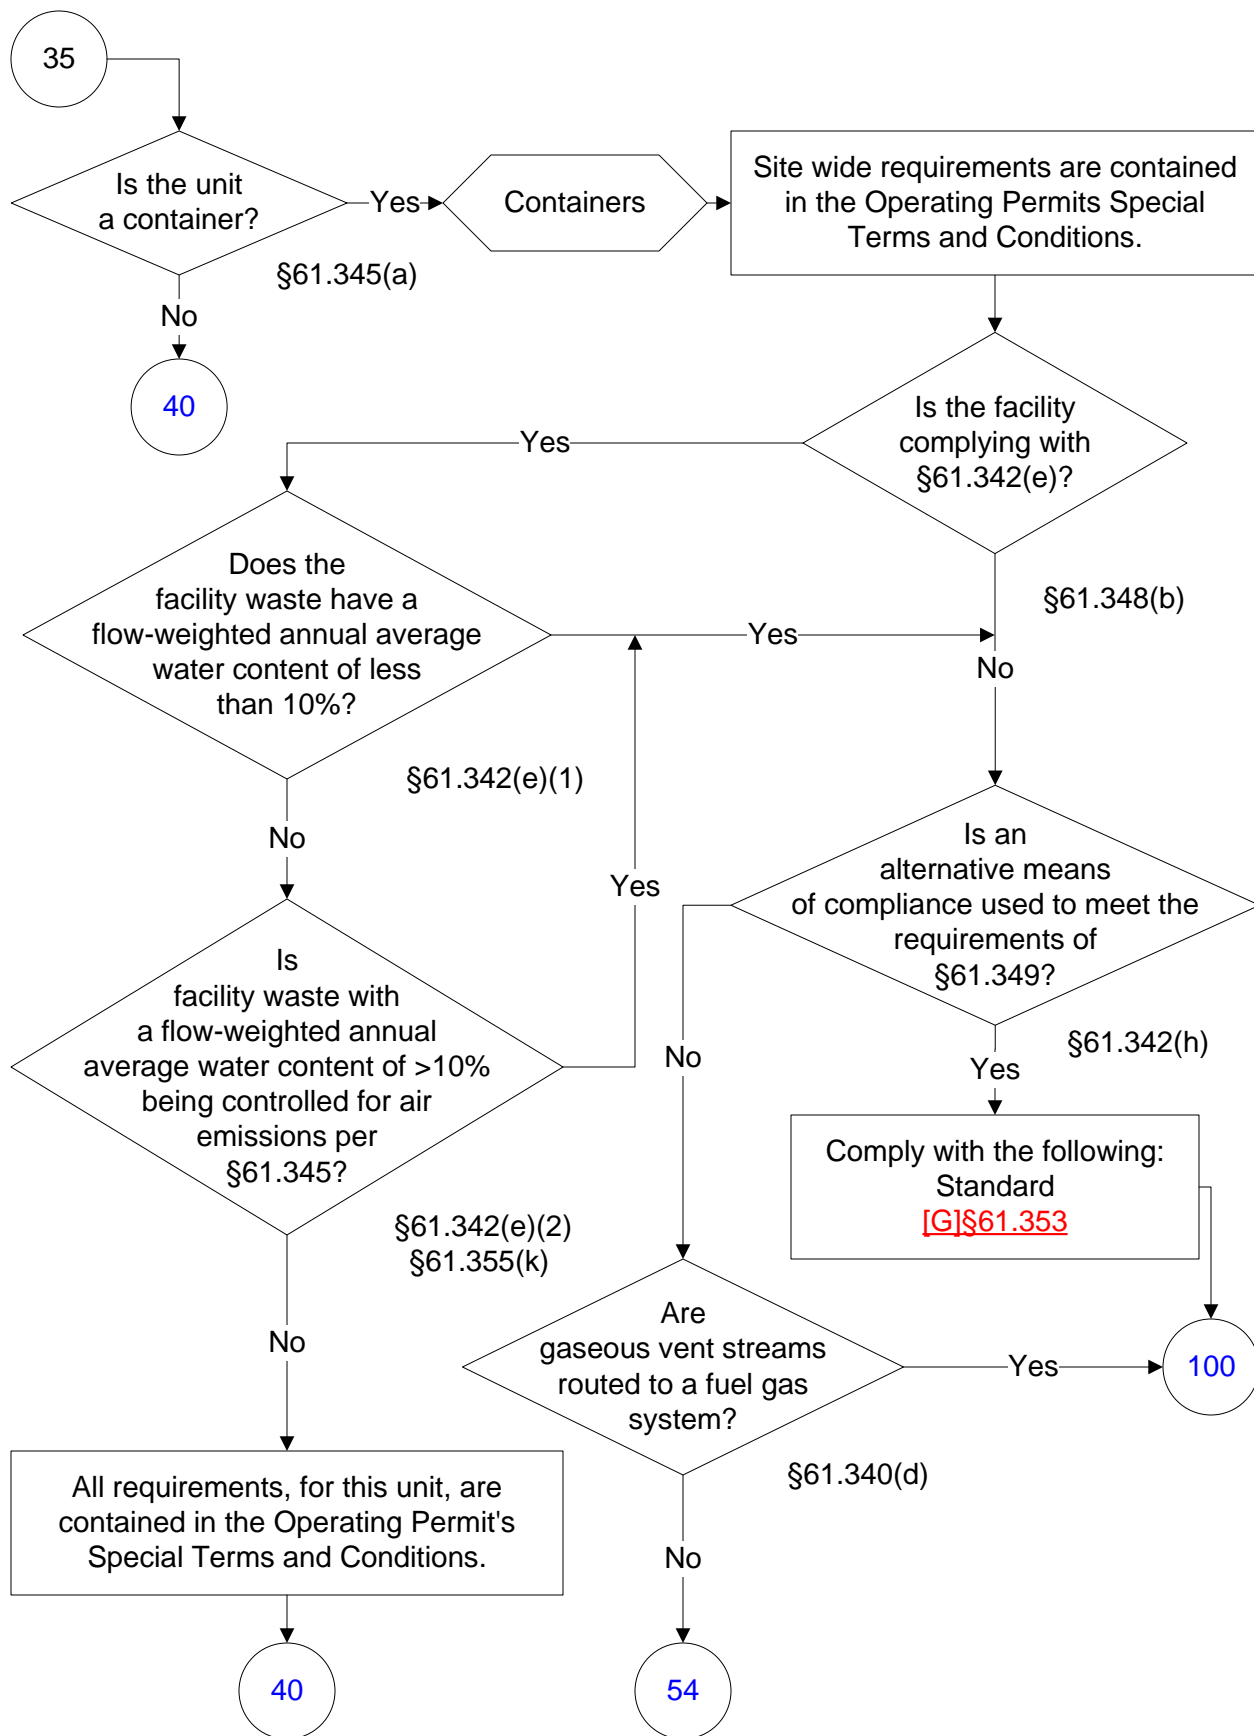 35
Is the unit
a container?
Yes
Containers
Site wide requirements are contained
in the Operating Permits Special
Terms and Conditions.
§61.345(a)
No
40
Is the facility
complying with
§61.342(e)?
Yes
§61.348(b)
No
Does the
facility waste have a
flow-weighted annual average
water content of less
than 10%?
Yes
§61.342(e)(1)
No
Is
facility waste with
a flow-weighted annual
average water content of >10%
being controlled for air
emissions per
§61.345?
Yes
§61.342(e)(2)
§61.355(k)
No
Is an
alternative means
of compliance used to meet the
requirements of
§61.349?
No
§61.342(h)
Yes
Comply with the following:
Standard
[G]§61.353
Are
gaseous vent streams
routed to a fuel gas
system?
Yes
100
§61.340(d)
No
All requirements, for this unit, are
contained in the Operating Permit's
Special Terms and Conditions.
40
54